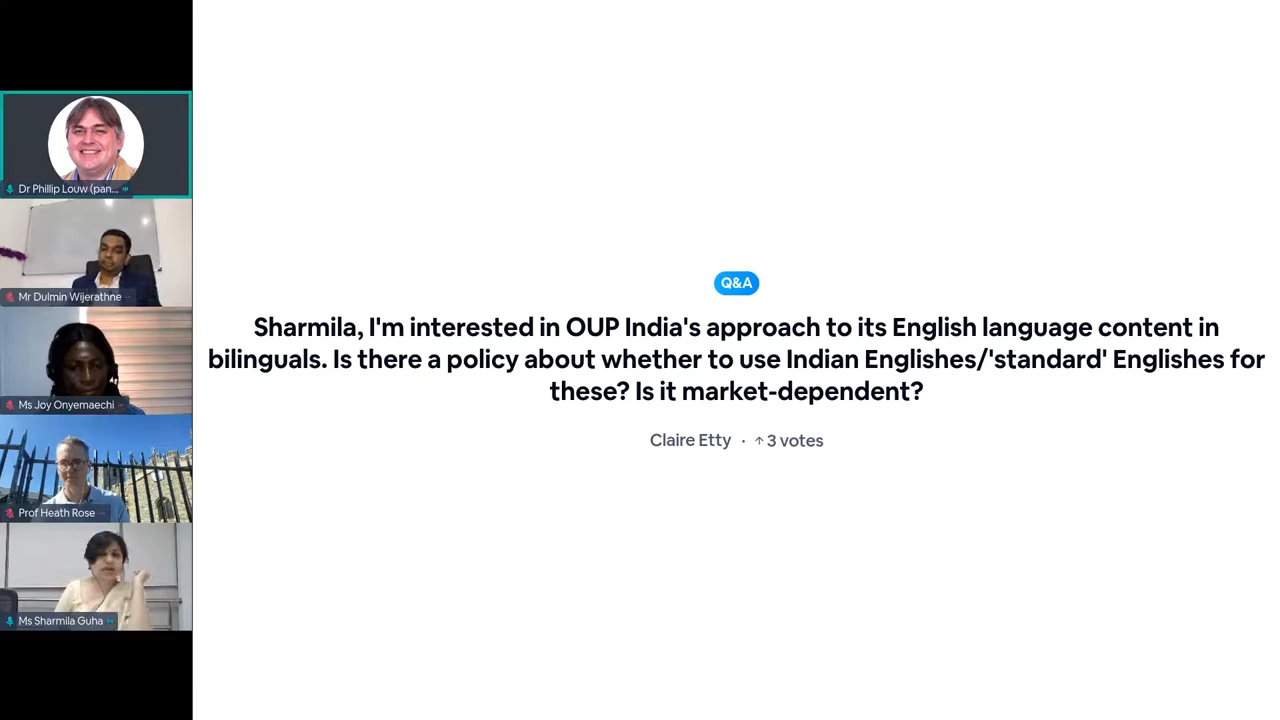 Dr Phillip Louw (pan...
Mr Dulmin Wijerathne
Ms Joy Onyemaechi
Prof Heath Rose
Ms Sharmila Guha
Q&A
Sharmila, I'm interested in OUP India's approach to its English language content in
bilinguals. Is there a policy about whether to use Indian Englishes/'standard' Englishes for
these? Is it market-dependent?
Claire Etty · ↑ 3 votes